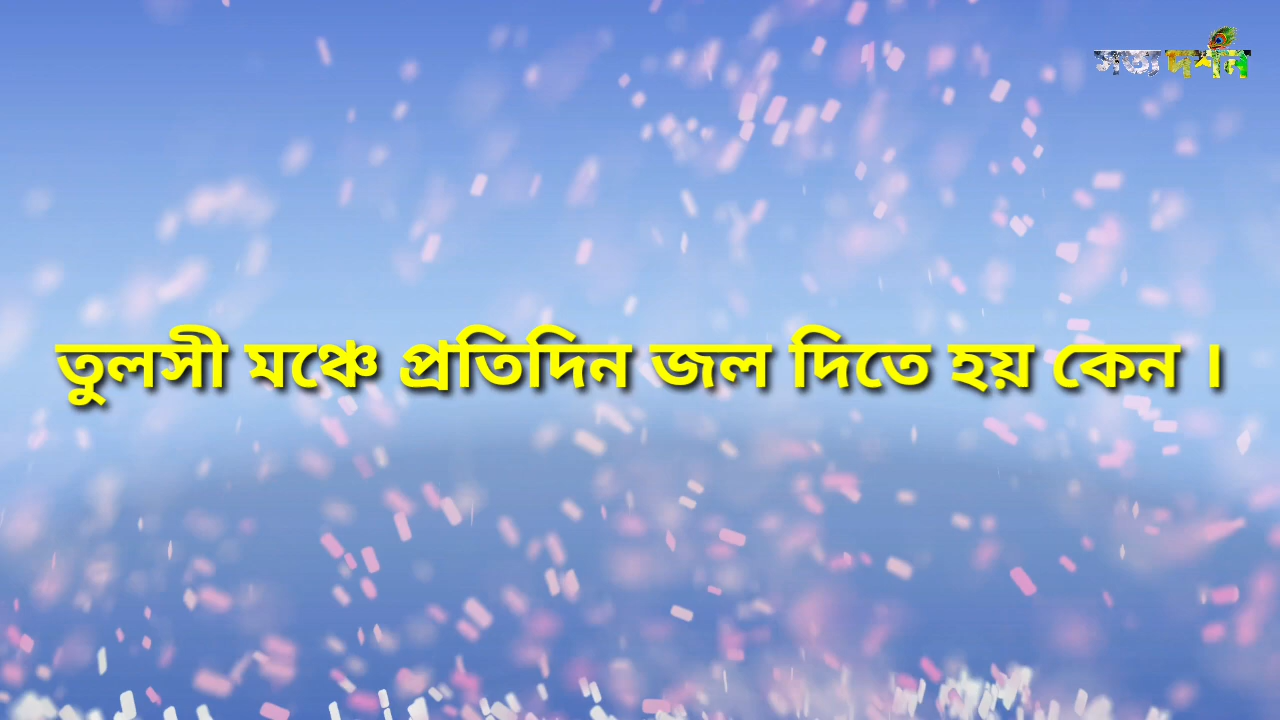 সত্য দর্শন
তুলসী মঞ্চে প্রতিদিন জল দিতে হয় কেন ।